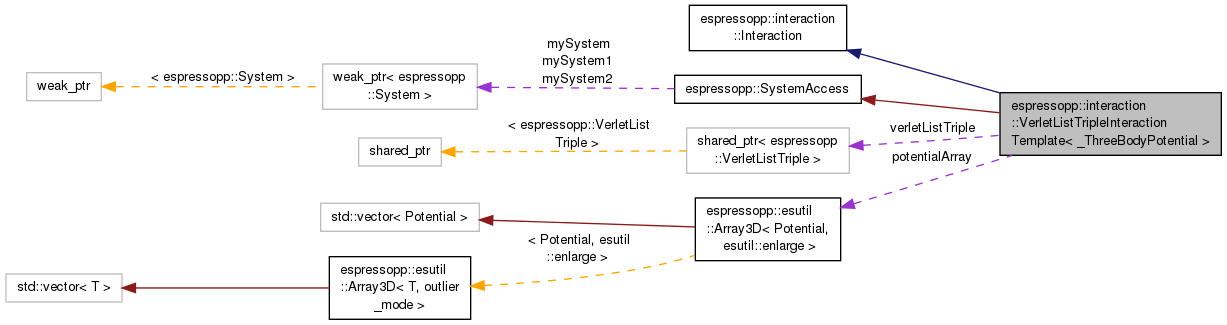 espressopp::interaction
::Interaction
mySystem
mySystem1
mySystem2
< espressopp::System >
weak_ptr
weak_ptr< espressopp
::System >
espressopp::SystemAccess
espressopp::interaction
::VerletListTripleInteraction
Template< _ThreeBodyPotential >
< espressopp::VerletList
Triple >
shared_ptr
shared_ptr< espressopp
::VerletListTriple >
verletListTriple
potentialArray
std::vector< Potential >
espressopp::esutil
::Array3D< Potential,
esutil::enlarge >
< Potential, esutil
::enlarge >
std::vector< T >
espressopp::esutil
::Array3D< T, outlier
_mode >